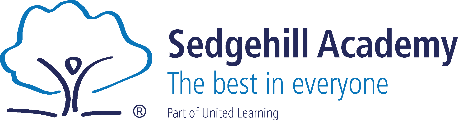 Sedgehill Academy
The best in everyone
® Part of United Learning